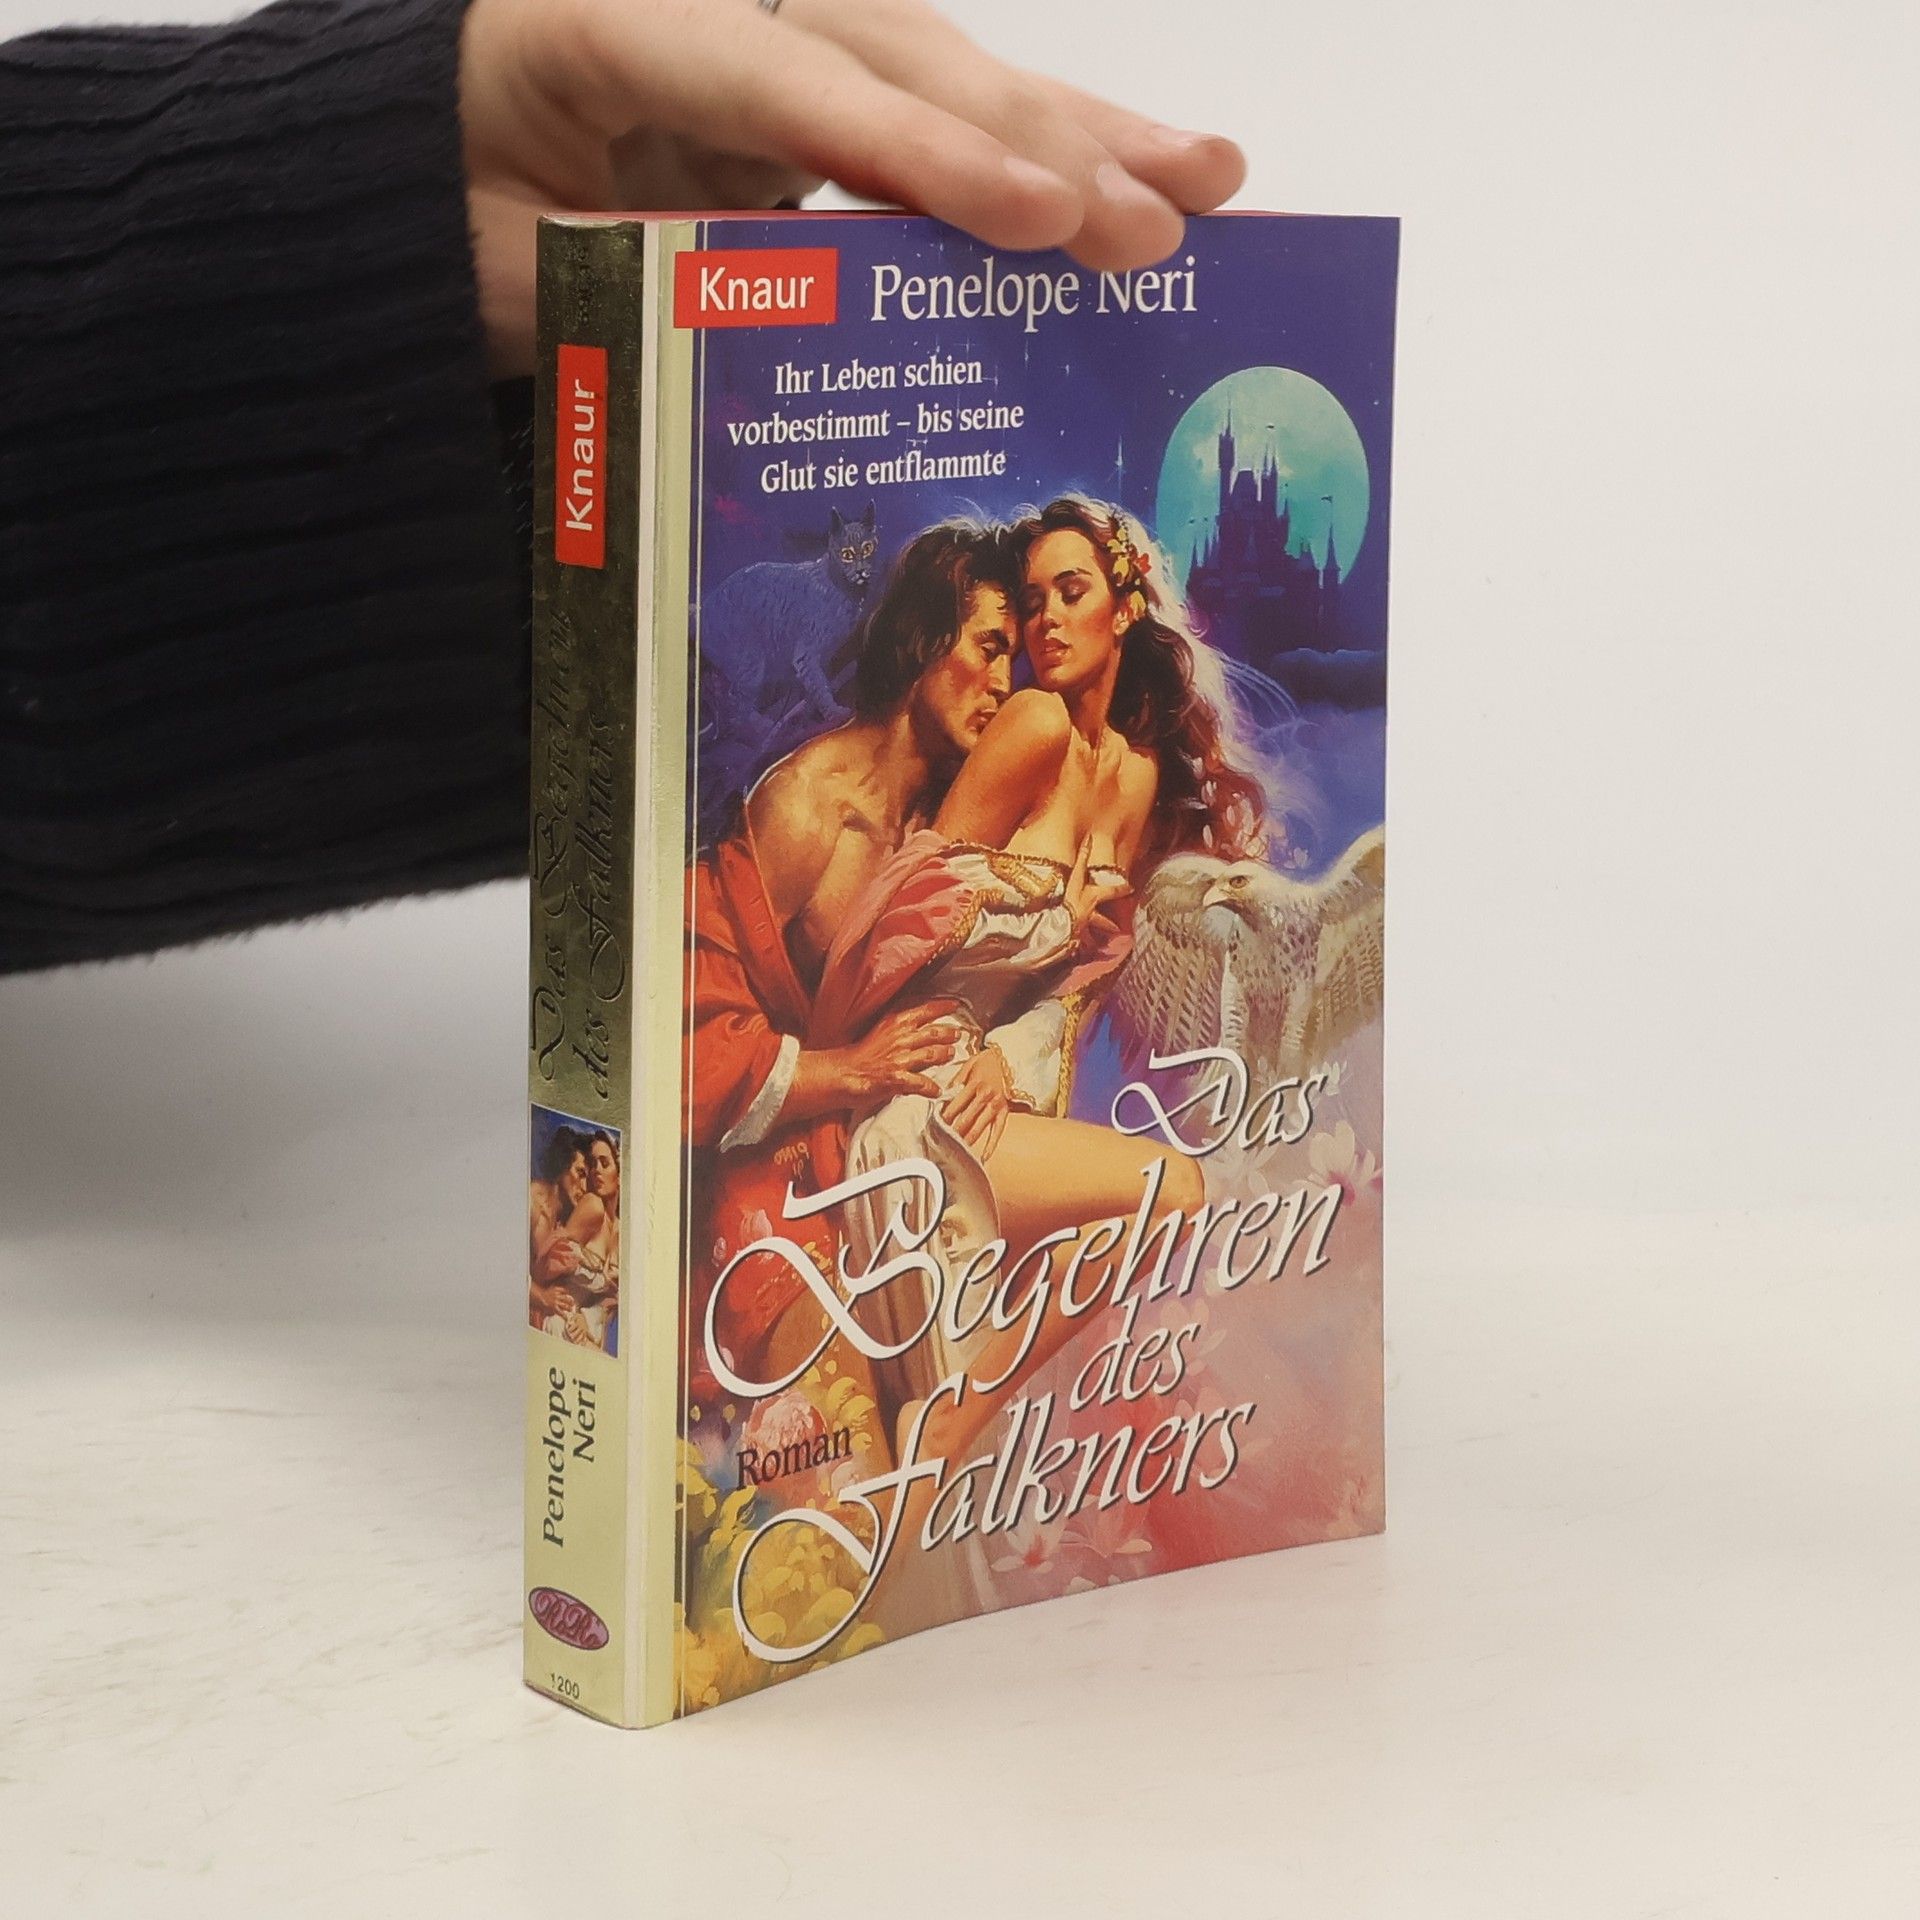 Knaur
Penelope Neri
Ihr Leben schien
vorbestimmt – bis seine
Glut sie entflammte
Das
Begehren
des
Falkners
Roman
Knaur
Das Begehren
des Falkners
Penelope
Neri
1200